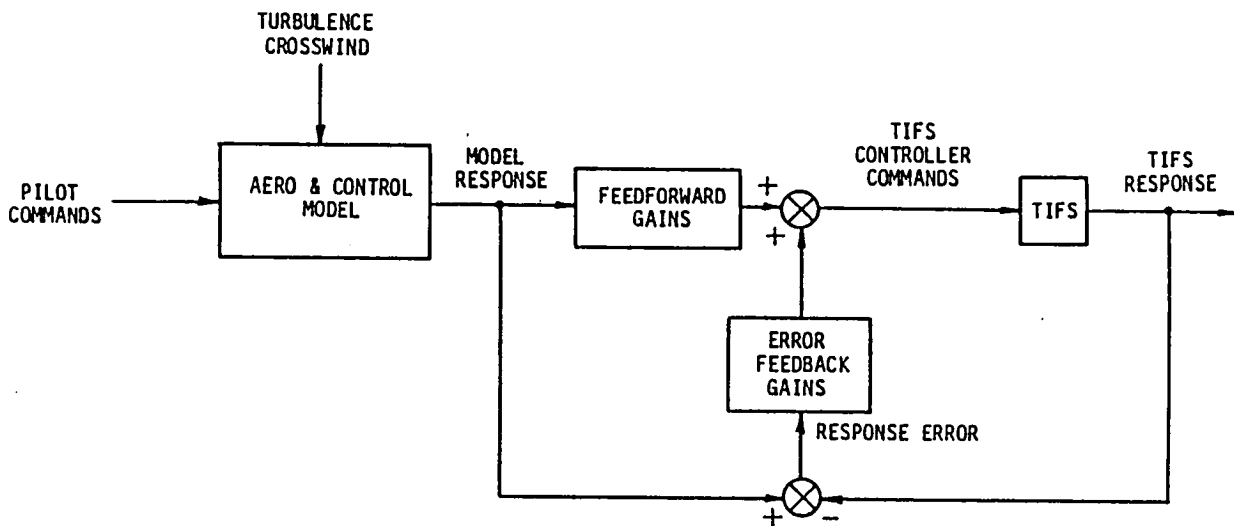 TURBULENCE
CROSSWIND
PILOT
COMMANDS
AERO & CONTROL
MODEL
MODEL
RESPONSE
FEEDFORWARD
GAINS
+
+
TIFS
CONTROLLER
COMMANDS
TIFS
TIFS
RESPONSE
ERROR
FEEDBACK
GAINS
RESPONSE ERROR
+
-